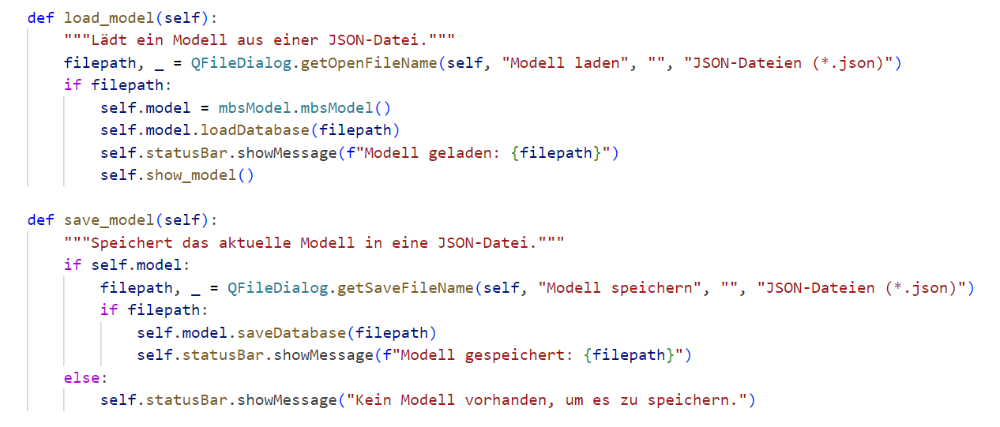 def load_model(self):
    """Lädt ein Modell aus einer JSON-Datei."""
    filepath, _ = QFileDialog.getOpenFileName(self, "Modell laden", "", "JSON-Dateien (*.json)")
    if filepath:
        self.model = mbsModel.mbsModel()
        self.model.loadDatabase(filepath)
        self.statusBar.showMessage(f"Modell geladen: {filepath}")
        self.show_model()

def save_model(self):
    """Speichert das aktuelle Modell in eine JSON-Datei."""
    if self.model:
        filepath, _ = QFileDialog.getSaveFileName(self, "Modell speichern", "", "JSON-Dateien (*.json)")
        if filepath:
            self.model.saveDatabase(filepath)
            self.statusBar.showMessage(f"Modell gespeichert: {filepath}")
    else:
        self.statusBar.showMessage("Kein Modell vorhanden, um es zu speichern.")